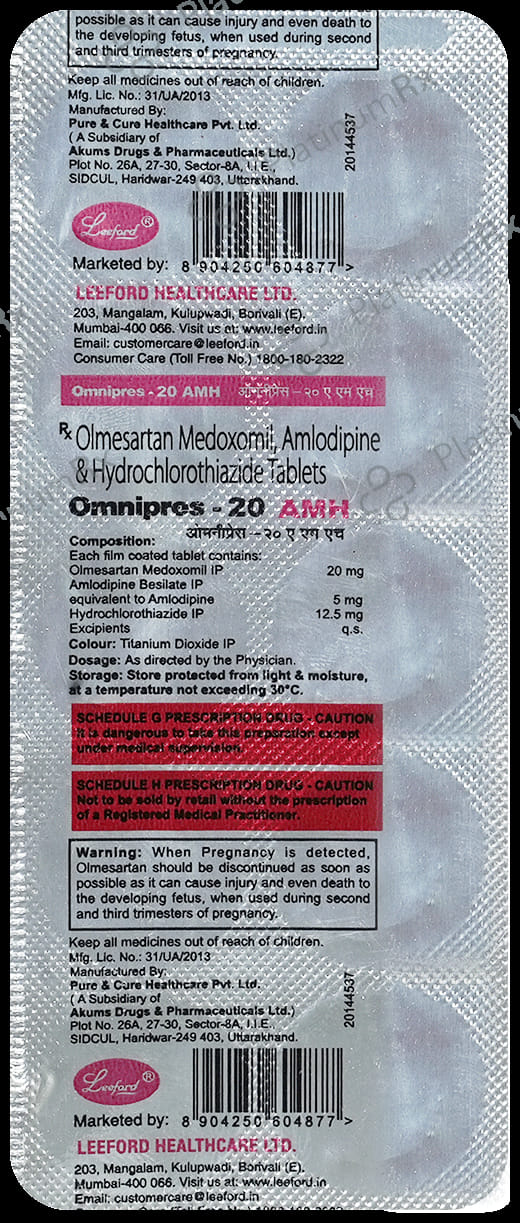 possible as it can cause injury and even death to
the developing fetus, when used during second
and third trimesters of pregnancy.
Keep all medicines out of reach of children.
Mfg. Lic. No.: 31/UA/2013
Manufactured By:
Pure & Cure Healthcare Pvt. Ltd.
( A Subsidiary of
Akums Drugs & Pharmaceuticals Ltd.)
Plot No. 26A, 27-30, Sector-8A, I.I.E.,
SIDCUL, Haridwar-249 403, Uttarakhand.
20144537
Leeford ®
Marketed by: 8 904250 604877 >
LEEFORD HEALTHCARE LTD.
203, Mangalam, Kulupwadi, Borivali (E).
Mumbai-400 066. Visit us at: www.leeford.in
Email: customercare@leeford.in
Consumer Care (Toll Free No.) 1800-180-2322
Omnipres - 20 AMH ओमनीप्रेस – २० ए एम एच
Rx Olmesartan Medoxomil, Amlodipine
& Hydrochlorothiazide Tablets
Omnipres - 20 AMH
ओमनीप्रेस – २० ए एम एच
Composition:
Each film coated tablet contains:
Olmesartan Medoxomil IP 20 mg
Amlodipine Besilate IP
equivalent to Amlodipine 5 mg
Hydrochlorothiazide IP 12.5 mg
Excipients q.s.
Colour: Titanium Dioxide IP
Dosage: As directed by the Physician.
Storage: Store protected from light & moisture,
at a temperature not exceeding 30°C.
SCHEDULE G PRESCRIPTION DRUG - CAUTION
It is dangerous to take this preparation except
under medical supervision.
SCHEDULE H PRESCRIPTION DRUG - CAUTION
Not to be sold by retail without the prescription
of a Registered Medical Practitioner.
Warning: When Pregnancy is detected,
Olmesartan should be discontinued as soon as
possible as it can cause injury and even death to
the developing fetus, when used during second
and third trimesters of pregnancy.
Keep all medicines out of reach of children.
Mfg. Lic. No.: 31/UA/2013
Manufactured By:
Pure & Cure Healthcare Pvt. Ltd.
( A Subsidiary of
Akums Drugs & Pharmaceuticals Ltd.)
Plot No. 26A, 27-30, Sector-8A, I.I.E.,
SIDCUL, Haridwar-249 403, Uttarakhand.
20144537
Leeford ®
Marketed by: 8 904250 604877 >
LEEFORD HEALTHCARE LTD.
203, Mangalam, Kulupwadi, Borivali (E).
Mumbai-400 066. Visit us at: www.leeford.in
Email: customercare@leeford.in
PlatinumRx